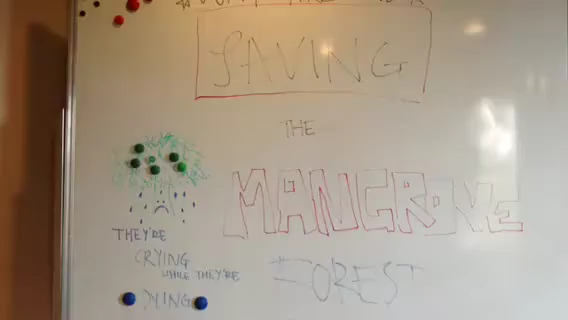 SAVING
THE
MANGROVE
FOREST
THEY'RE
CRYING
WHILE THEY'RE
DYING